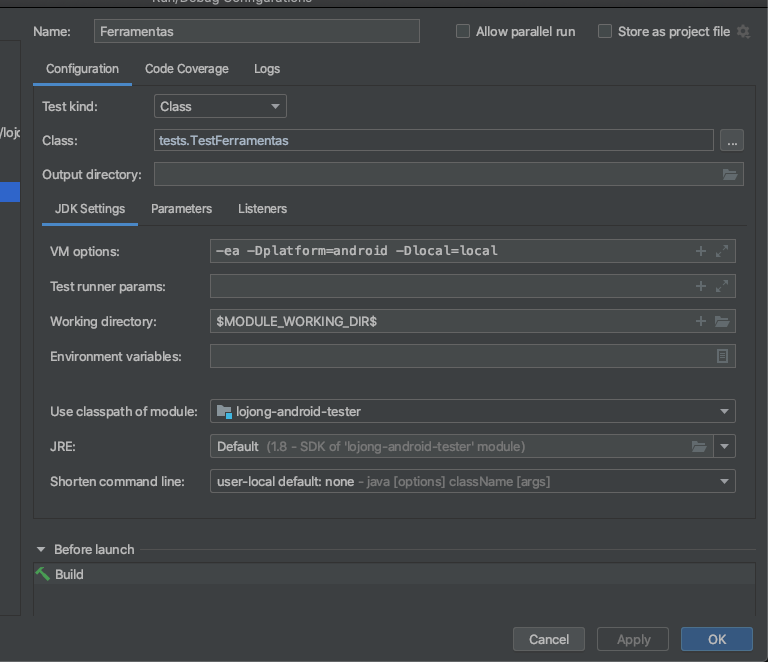 Run/Debug Configurations
Name: Ferramentas Allow parallel run Store as project file
Configuration Code Coverage Logs
Test kind: Class
/lojc
Class: tests.TestFerramentas ...
Output directory:
JDK Settings Parameters Listeners
VM options: -ea -Dplatform=android -Dlocal=local
Test runner params:
Working directory: $MODULE_WORKING_DIR$
Environment variables:
Use classpath of module: lojong-android-tester
JRE: Default (1.8 - SDK of 'lojong-android-tester' module)
Shorten command line: user-local default: none - java [options] className [args]
Before launch
Build
Cancel Apply OK